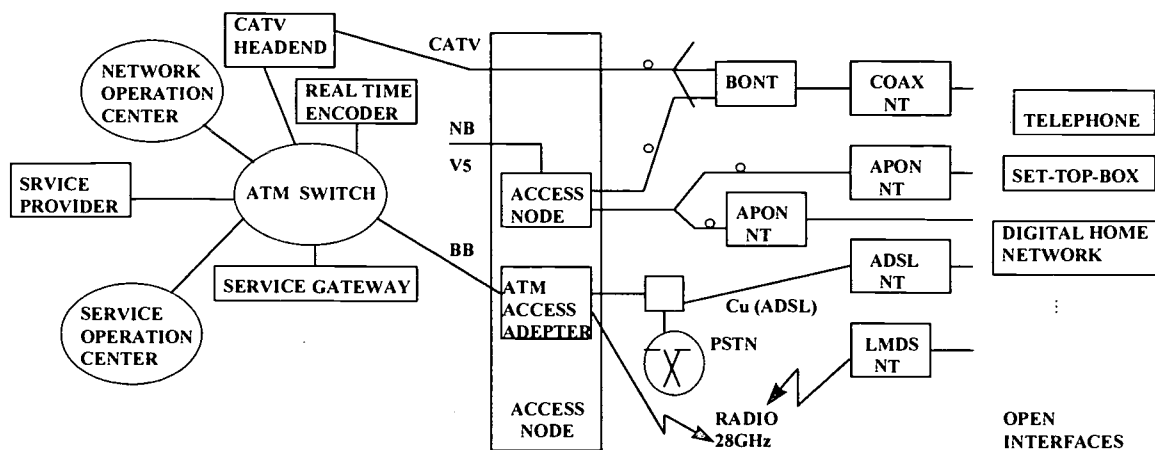 CATV
HEADEND
NETWORK
OPERATION
CENTER
REAL TIME
ENCODER
SRVICE
PROVIDER
ATM SWITCH
SERVICE GATEWAY
SERVICE
OPERATION
CENTER
CATV
NB
V5
BB
ACCESS
NODE
ATM
ACCESS
ADEPTER
ACCESS
NODE
BONT
COAX
NT
APON
NT
APON
NT
ADSL
NT
Cu (ADSL)
PSTN
LMDS
NT
RADIO
28GHz
TELEPHONE
SET-TOP-BOX
DIGITAL HOME
NETWORK
...
OPEN
INTERFACES